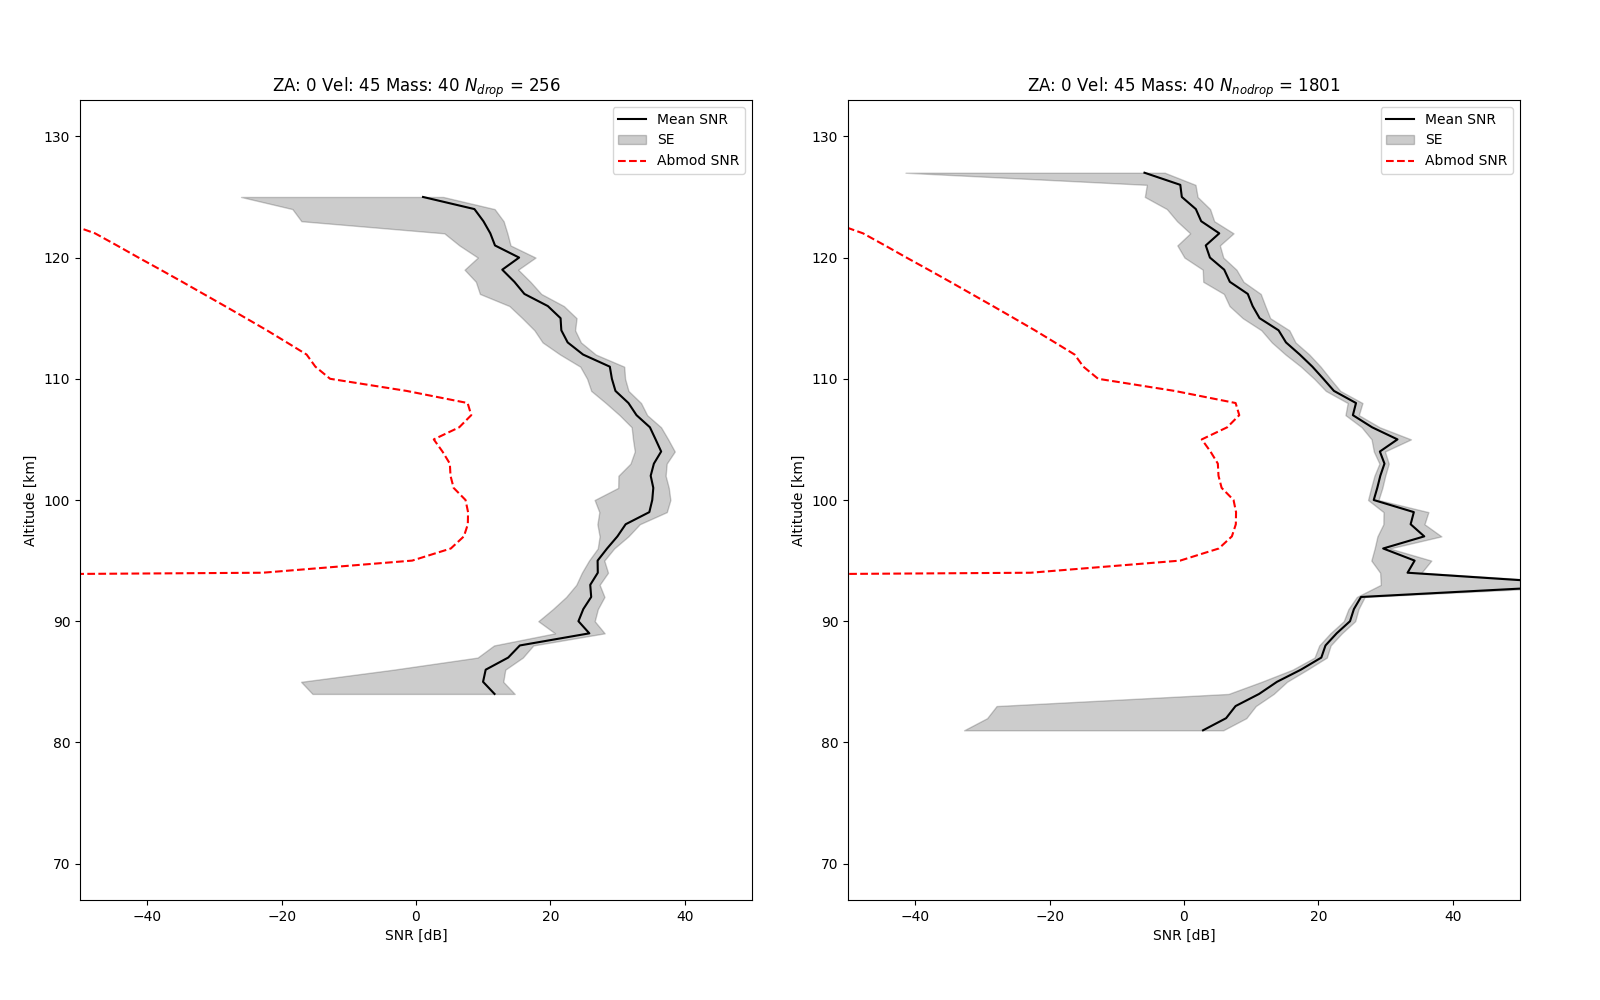 ZA: 0 Vel: 45 Mass: 40 N_drop = 256
Mean SNR
SE
Abmod SNR
130
120
110
100
90
80
70
Altitude [km]
−40
−20
0
20
40
SNR [dB]
ZA: 0 Vel: 45 Mass: 40 N_nodrop = 1801
Mean SNR
SE
Abmod SNR
130
120
110
100
90
80
70
Altitude [km]
−40
−20
0
20
40
SNR [dB]